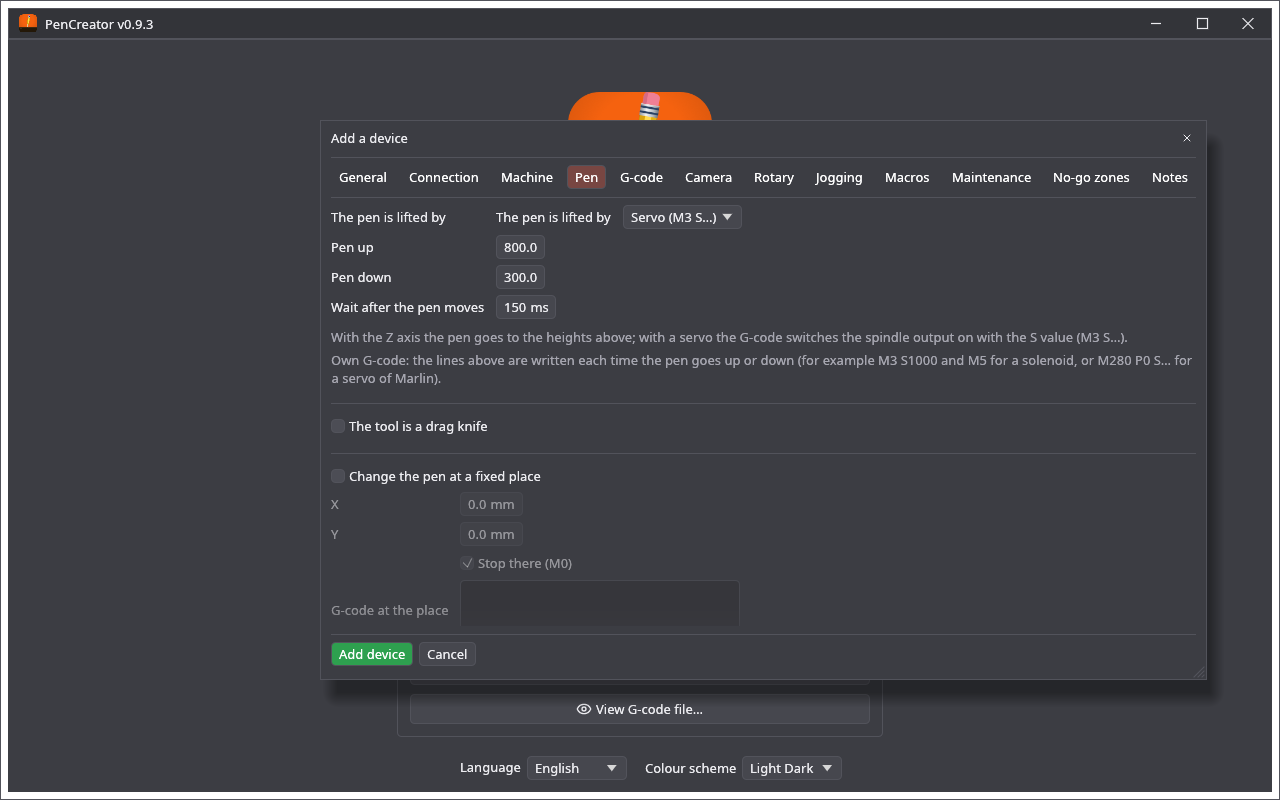 PenCreator v0.9.3
Add a device
General Connection Machine Pen G-code Camera Rotary Jogging Macros Maintenance No-go zones Notes
The pen is lifted by The pen is lifted by Servo (M3 S...)
Pen up 800.0
Pen down 300.0
Wait after the pen moves 150 ms
With the Z axis the pen goes to the heights above; with a servo the G-code switches the spindle output on with the S value (M3 S...).
Own G-code: the lines above are written each time the pen goes up or down (for example M3 S1000 and M5 for a solenoid, or M280 P0 S... for
a servo of Marlin).
The tool is a drag knife
Change the pen at a fixed place
X 0.0 mm
Y 0.0 mm
Stop there (M0)
G-code at the place
Add device Cancel
View G-code file...
Language English Colour scheme Light Dark